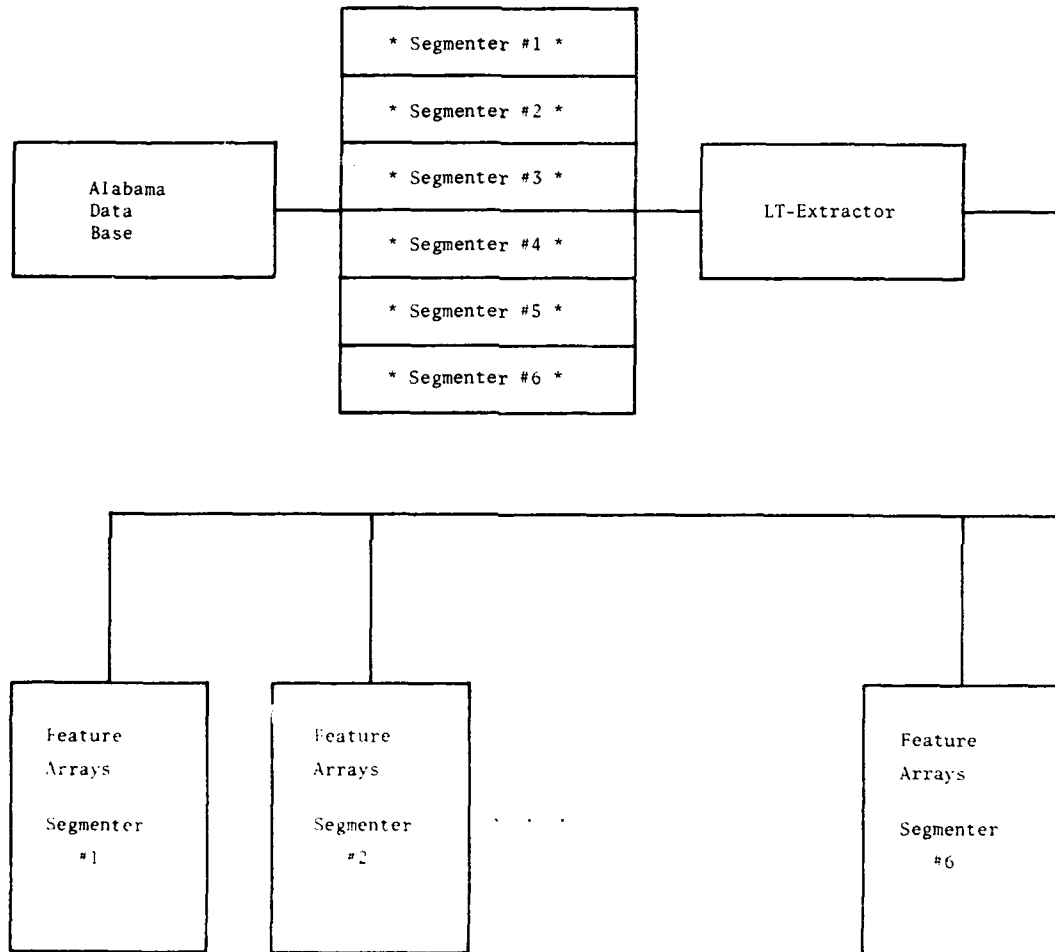 * Segmenter #1 *
* Segmenter #2 *
* Segmenter #3 *
* Segmenter #4 *
* Segmenter #5 *
* Segmenter #6 *
Alabama
Data
Base
LT-Extractor
Feature
Arrays
Segmenter
#1
Feature
Arrays
Segmenter
#2
. . .
Feature
Arrays
Segmenter
#6